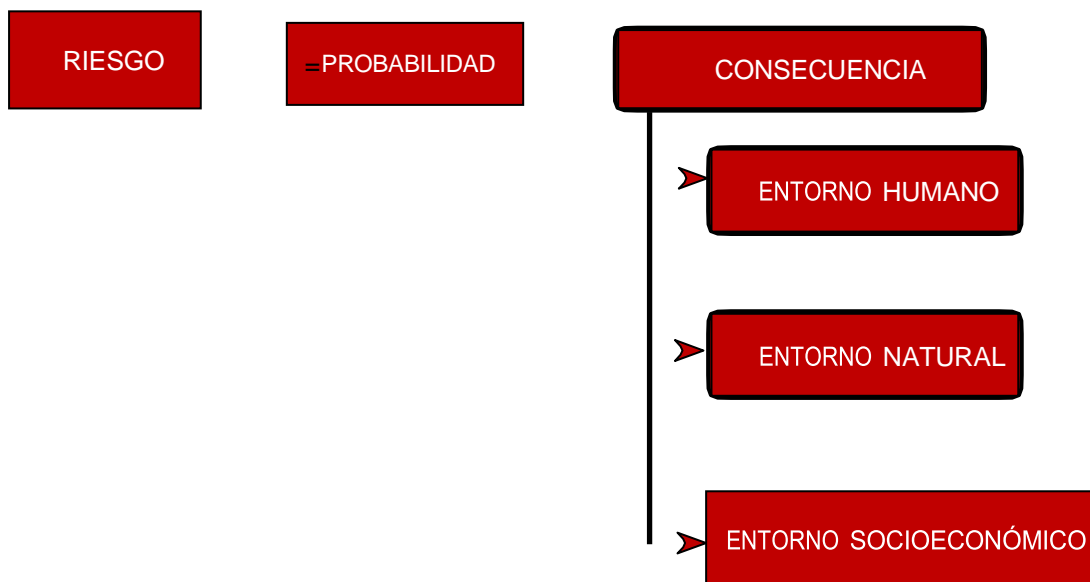 RIESGO
=PROBABILIDAD
CONSECUENCIA
ENTORNO HUMANO
ENTORNO NATURAL
ENTORNO SOCIOECONÓMICO